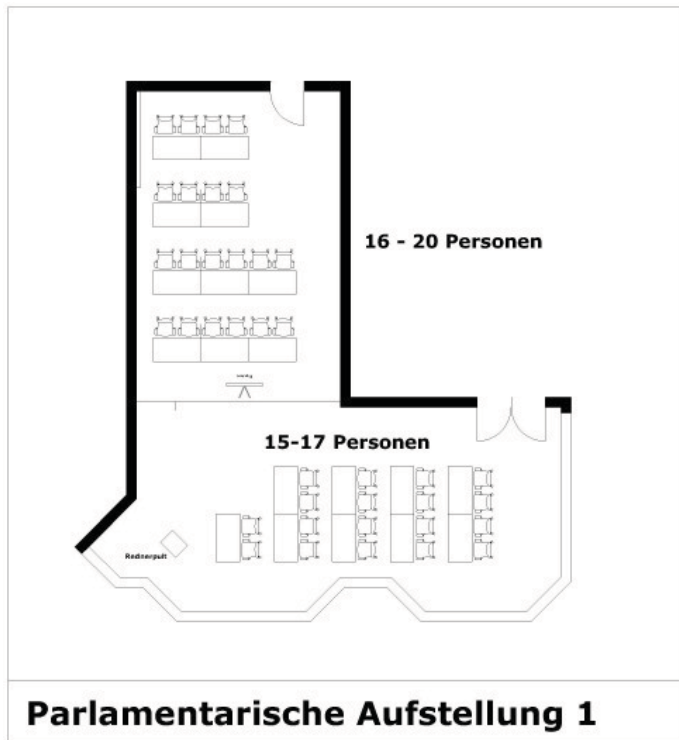 16 - 20 Personen
15-17 Personen
Rednerpult
Parlamentarische Aufstellung 1